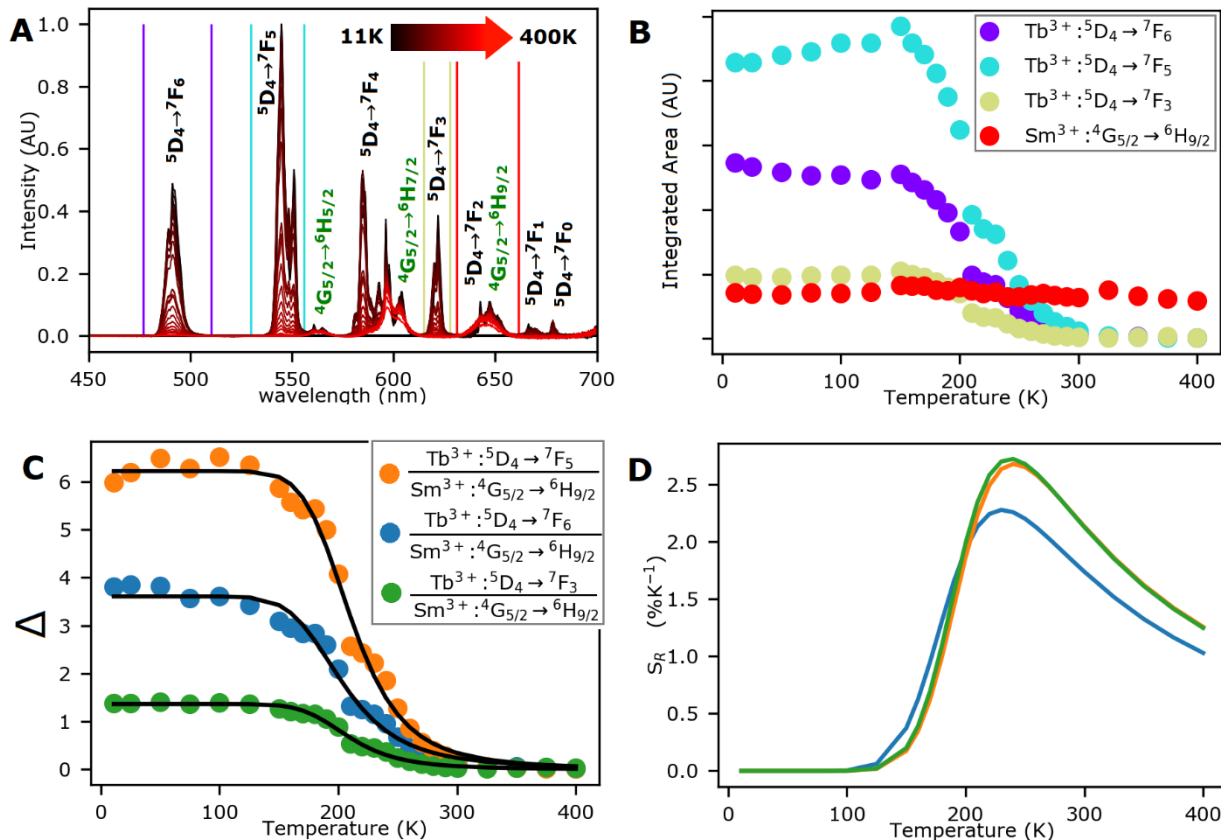 A
11K
400K
⁵D₄→⁷F₆
⁵D₄→⁷F₅
⁴G₅/₂→⁶H₅/₂
⁵D₄→⁷F₄
⁴G₅/₂→⁶H₇/₂
⁵D₄→⁷F₃
⁵D₄→⁷F₂
⁴G₅/₂→⁶H₉/₂
⁵D₄→⁷F₁
⁵D₄→⁷F₀
Intensity (AU)
1.0
0.8
0.6
0.4
0.2
0.0
450 500 550 600 650 700
wavelength (nm)
B
Tb³⁺:⁵D₄→⁷F₆
Tb³⁺:⁵D₄→⁷F₅
Tb³⁺:⁵D₄→⁷F₃
Sm³⁺:⁴G₅/₂→⁶H₉/₂
Integrated Area (AU)
0 100 200 300 400
Temperature (K)
C
Tb³⁺:⁵D₄→⁷F₅
Sm³⁺:⁴G₅/₂→⁶H₉/₂
Tb³⁺:⁵D₄→⁷F₆
Sm³⁺:⁴G₅/₂→⁶H₉/₂
Tb³⁺:⁵D₄→⁷F₃
Sm³⁺:⁴G₅/₂→⁶H₉/₂
Δ
6
5
4
3
2
1
0
0 100 200 300 400
Temperature (K)
D
S_R (%K⁻¹)
2.5
2.0
1.5
1.0
0.5
0.0
0 100 200 300 400
Temperature (K)